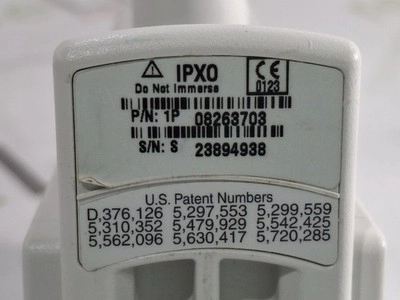 IPX0
Do Not Immerse
CE
0123
P/N: 1P 08263703
S/N: S 23894938
U.S. Patent Numbers
D,376,126 5,297,553 5,299,559
5,310,352 5,479,929 5,542,425
5,562,096 5,630,417 5,720,285